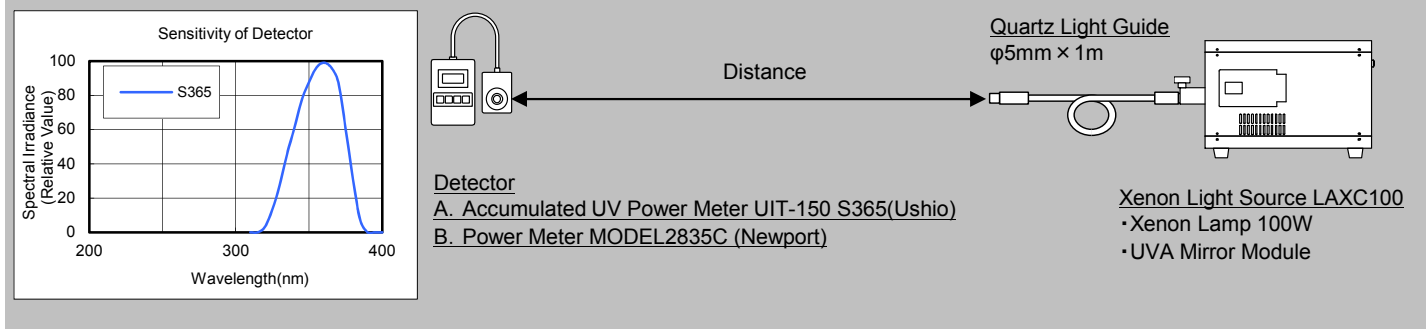 Sensitivity of Detector
100
80
60
40
20
0
S365
200
300
400
Spectral Irradiance
(Relative Value)
Wavelength(nm)
Distance
Detector
A. Accumulated UV Power Meter UIT-150 S365(Ushio)
B. Power Meter MODEL2835C (Newport)
Quartz Light Guide
φ5mm×1m
Xenon Light Source LAXC100
･Xenon Lamp 100W
･UVA Mirror Module